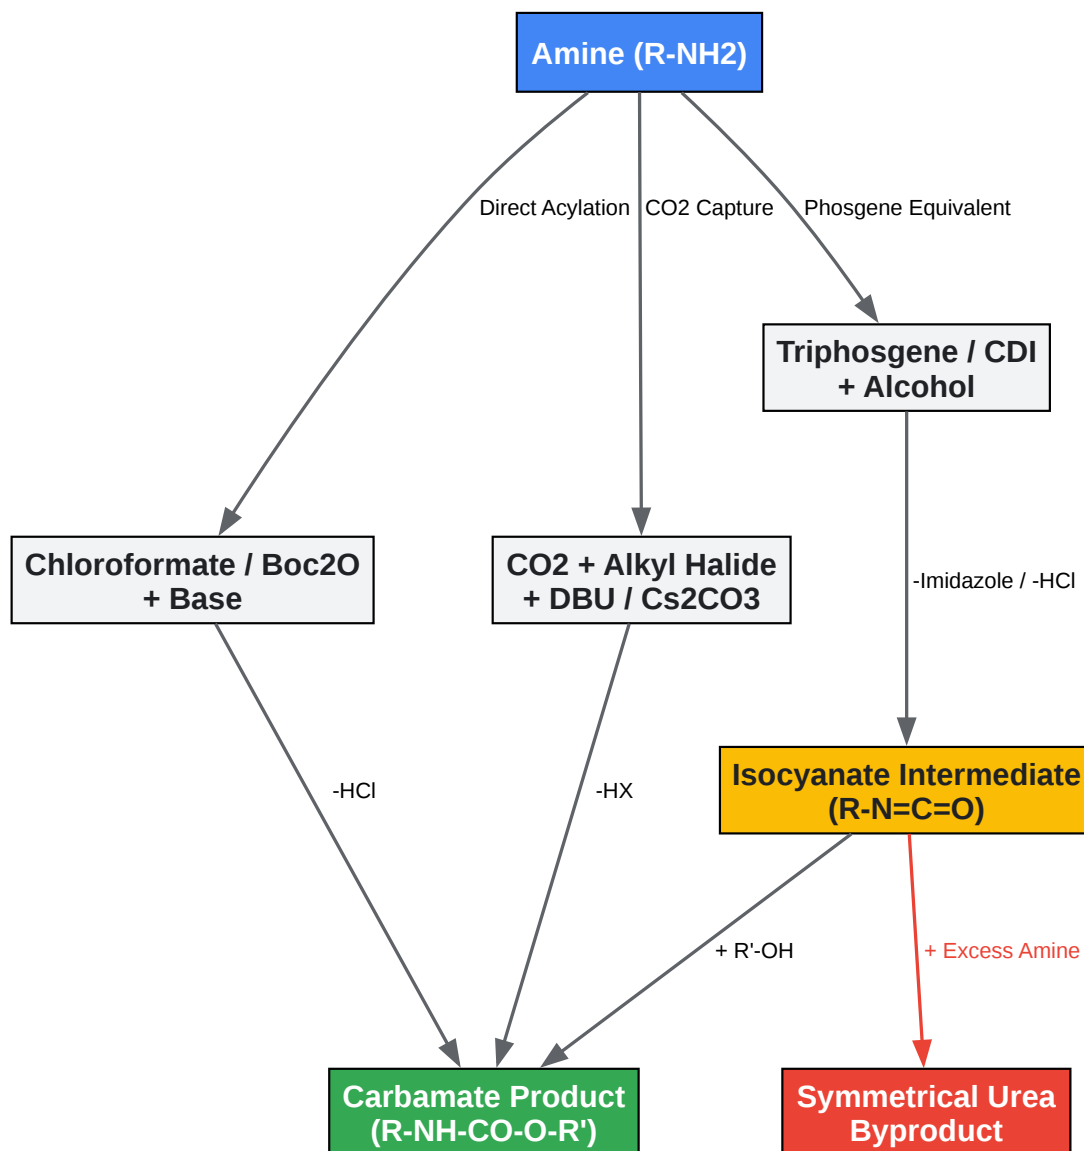 Amine (R-NH2)
Direct Acylation
CO2 Capture
Phosgene Equivalent
Triphosgene / CDI
+ Alcohol
Chloroformate / Boc2O
+ Base
CO2 + Alkyl Halide
+ DBU / Cs2CO3
-Imidazole / -HCl
Isocyanate Intermediate
(R-N=C=O)
-HCl
-HX
+ R'-OH
+ Excess Amine
Carbamate Product
(R-NH-CO-O-R')
Symmetrical Urea
Byproduct